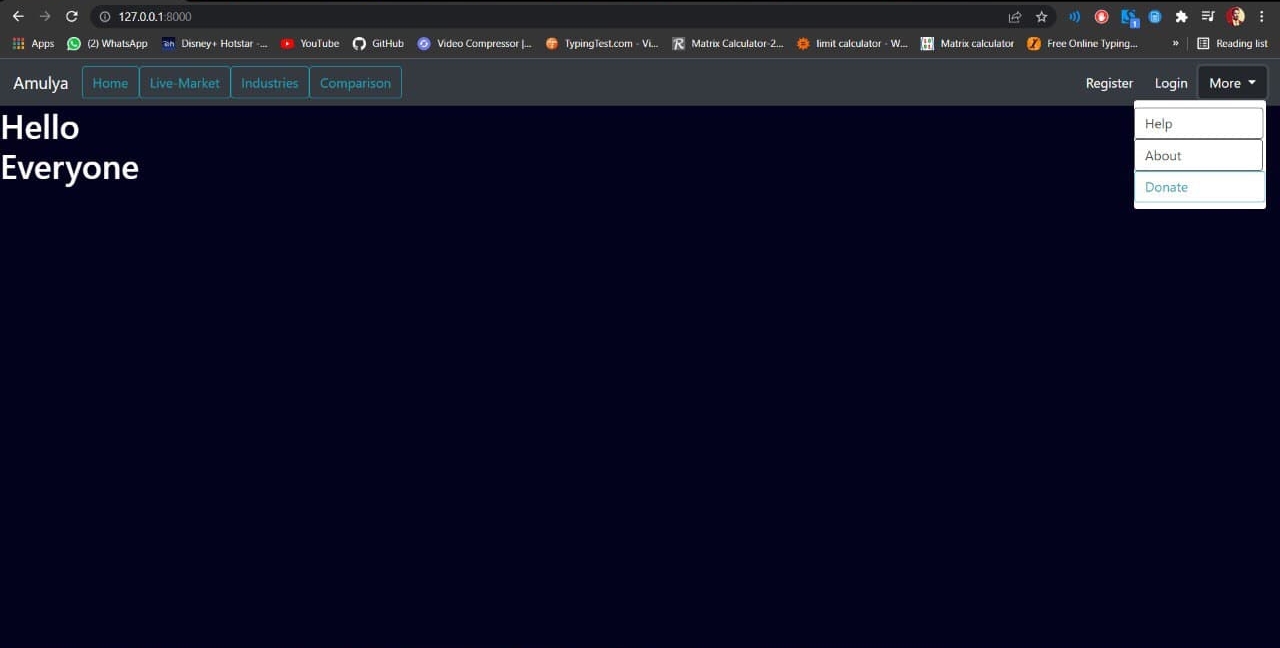 127.0.0.1:8000
Apps (2) WhatsApp Disney+ Hotstar -... YouTube GitHub Video Compressor |... TypingTest.com - Vi... Matrix Calculator-2... limit calculator - W... Matrix calculator Free Online Typing... » Reading list
Amulya Home Live-Market Industries Comparison Register Login More
Help
About
Donate
Hello
Everyone